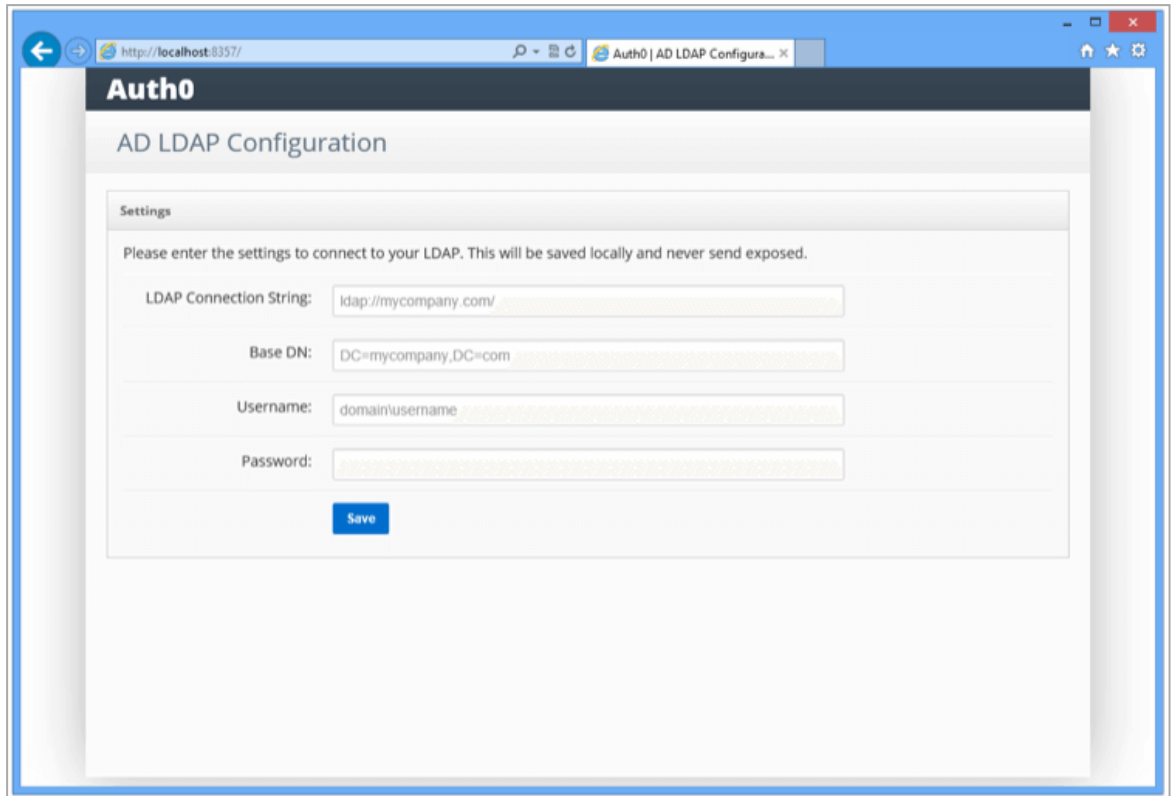 http://localhost:8357/
Auth0 | AD LDAP Configura...
Auth0
AD LDAP Configuration
Settings
Please enter the settings to connect to your LDAP. This will be saved locally and never send exposed.
LDAP Connection String: ldap://mycompany.com/
Base DN: DC=mycompany,DC=com
Username: domain\username
Password:
Save